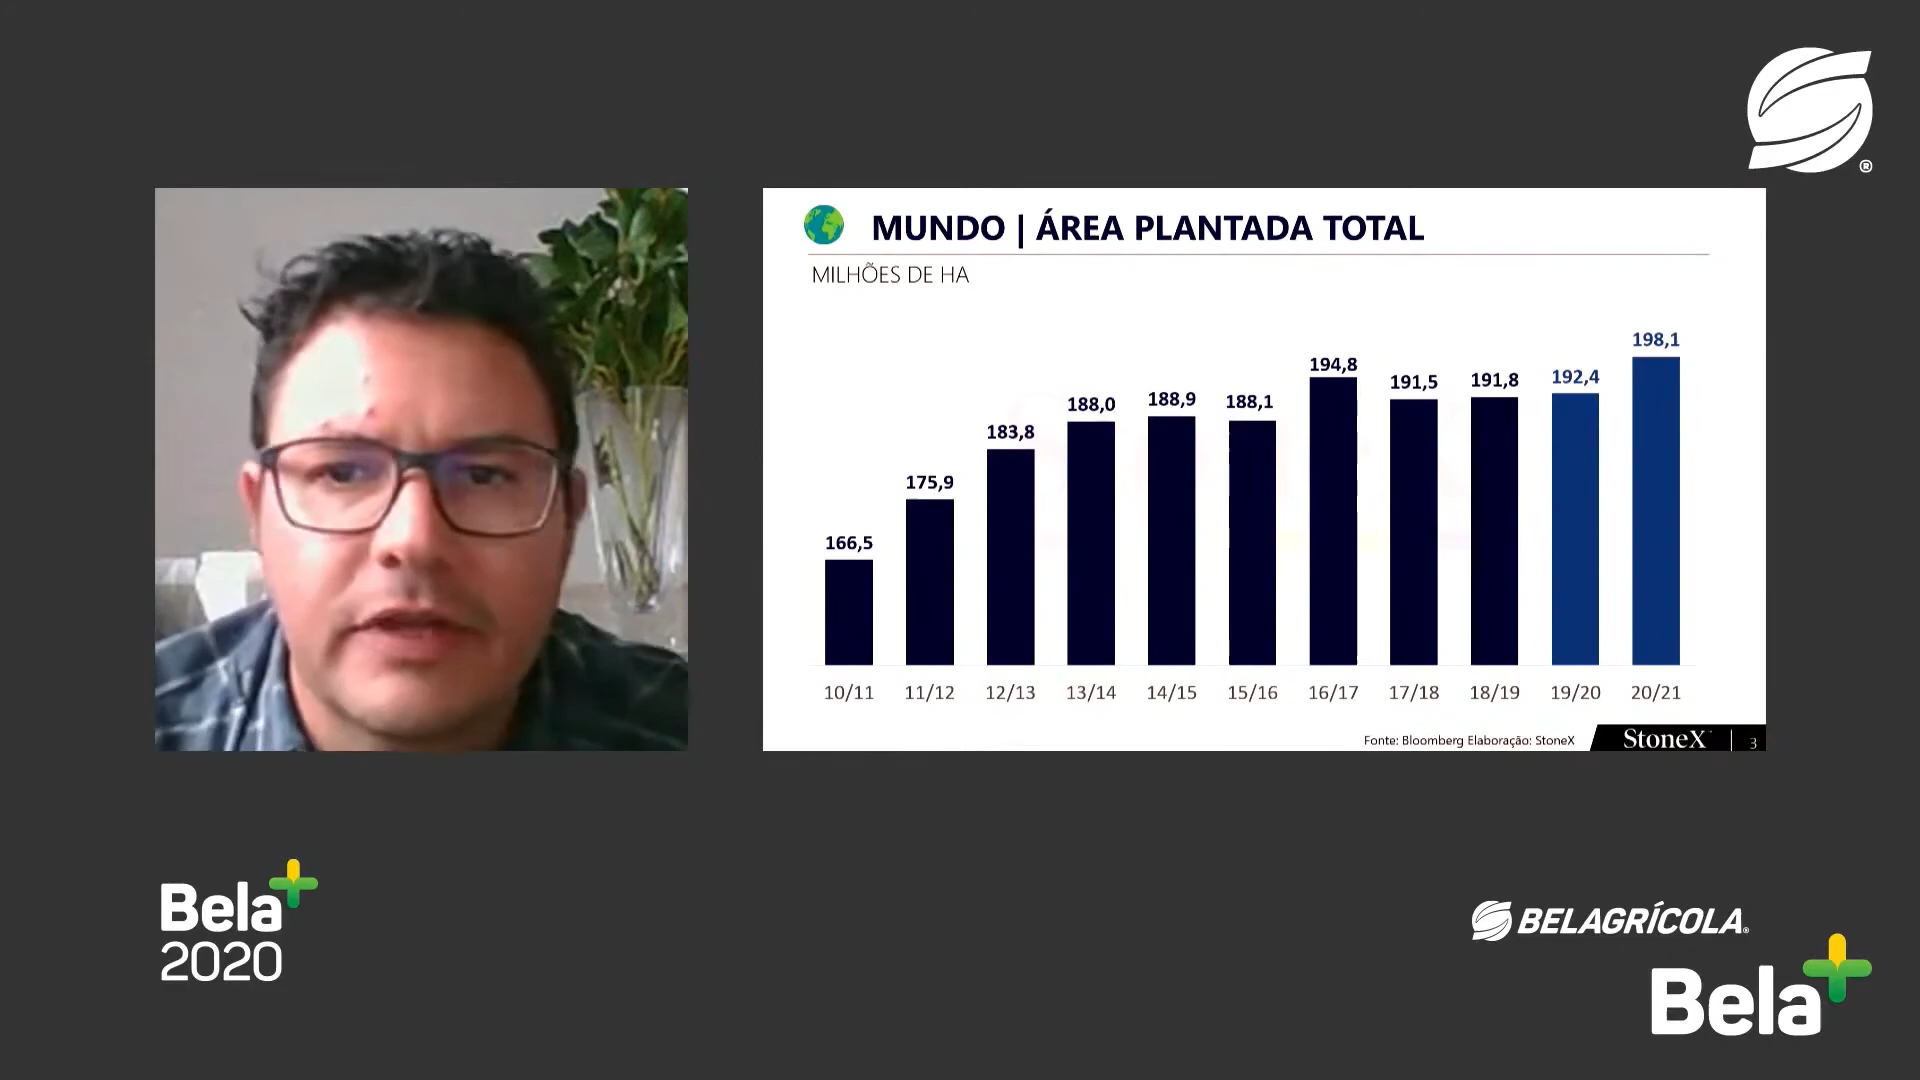 ®
MUNDO | ÁREA PLANTADA TOTAL
MILHÕES DE HA
166,5
175,9
183,8
188,0
188,9
188,1
194,8
191,5
191,8
192,4
198,1
10/11 11/12 12/13 13/14 14/15 15/16 16/17 17/18 18/19 19/20 20/21
Fonte: Bloomberg Elaboração: StoneX
StoneX | 3
Bela+
2020
BELAGRÍCOLA®
Bela+